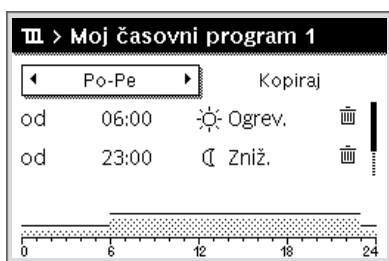 > Moj časovni program 1
Po-Pe Kopiraj
od 06:00 Ogrev.
od 23:00 Zniž.
0 6 12 18 24